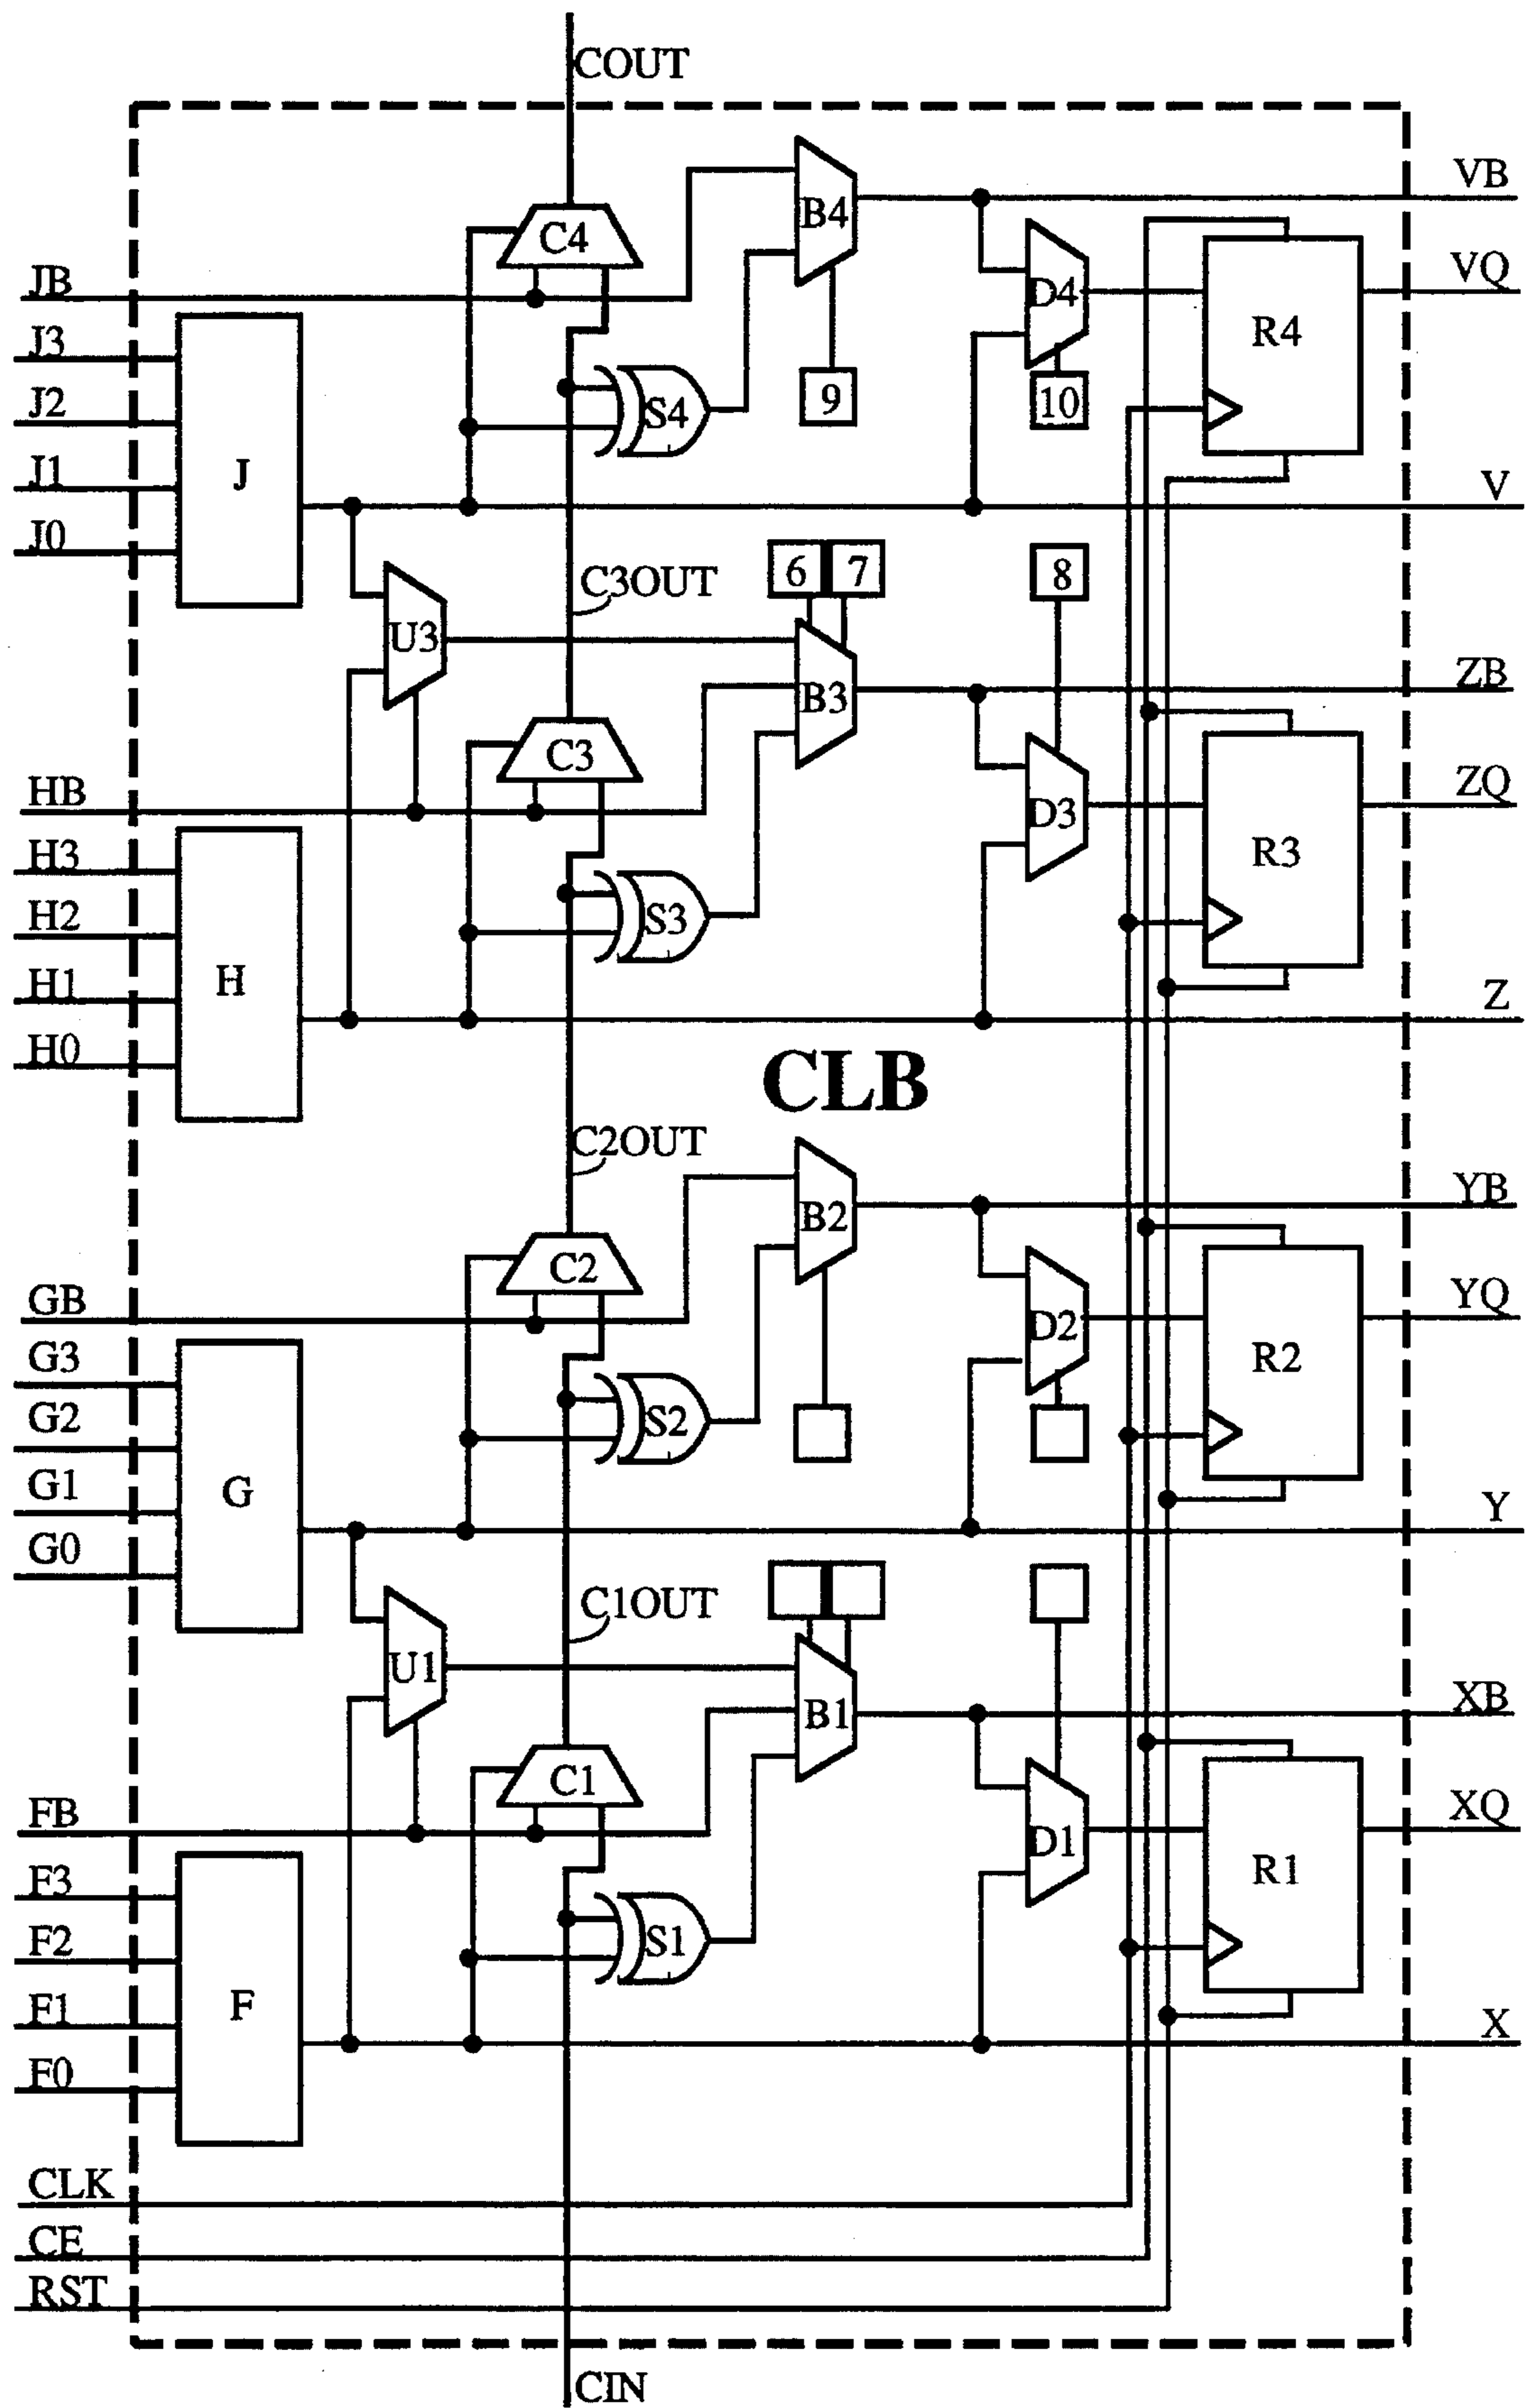 COUT
VB
B4
C4
VQ
JB
D4
R4
J3
9
10
J2
S4
J1
J
V
J0
6 7
8
C3OUT
U3
ZB
B3
C3
HB
ZQ
D3
H3
R3
H2
S3
H
H1
Z
H0
CLB
C2OUT
YB
B2
C2
GB
YQ
D2
G3
R2
G2
S2
G1
G
Y
G0
C1OUT
U1
XB
B1
C1
FB
XQ
D1
F3
R1
F2
S1
F1
F
X
F0
CLK
CE
RST
CIN